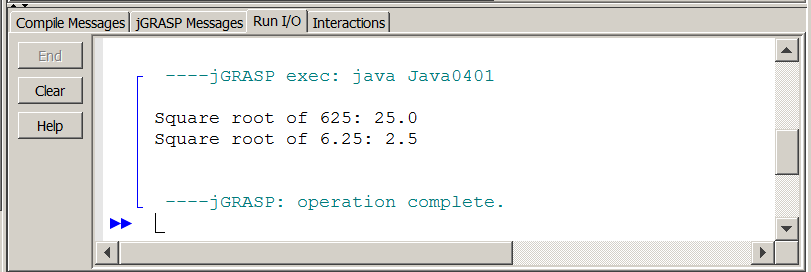 Compile Messages jGRASP Messages Run I/O Interactions
End
----jGRASP exec: java Java0401
Clear
Square root of 625: 25.0
Help
Square root of 6.25: 2.5
----jGRASP: operation complete.